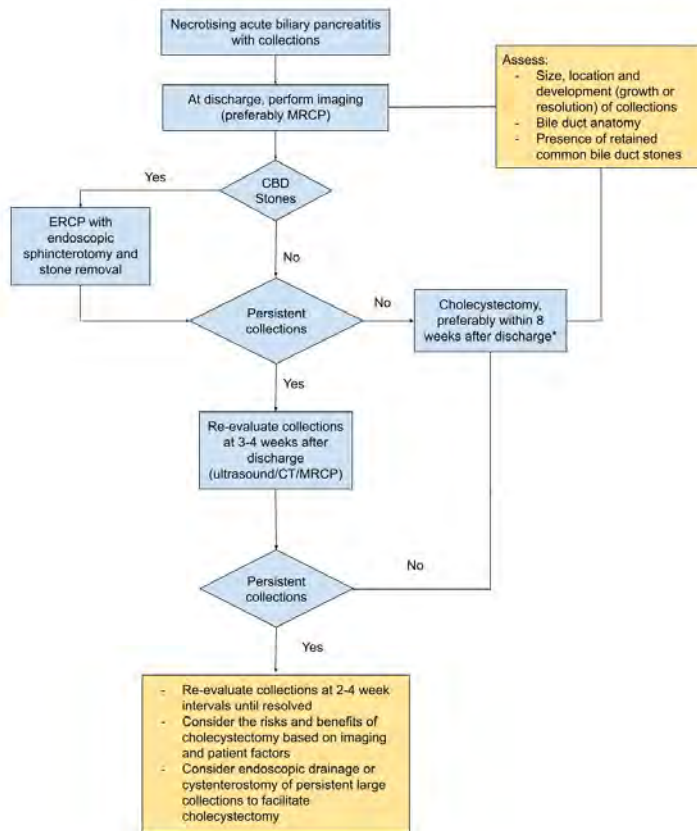 Necrotising acute biliary pancreatitis
with collections
At discharge, perform imaging
(preferably MRCP)
Assess:
- Size, location and
development (growth or
resolution) of collections
- Bile duct anatomy
- Presence of retained
common bile duct stones
Yes
CBD
Stones
ERCP with
endoscopic
sphincterotomy and
stone removal
No
Persistent
collections
No
Cholecystectomy,
preferably within 8
weeks after discharge*
Yes
Re-evaluate collections
at 3-4 weeks after
discharge
(ultrasound/CT/MRCP)
Persistent
collections
No
Yes
- Re-evaluate collections at 2-4 week
intervals until resolved
- Consider the risks and benefits of
cholecystectomy based on imaging
and patient factors
- Consider endoscopic drainage or
cystenterostomy of persistent large
collections to facilitate
cholecystectomy